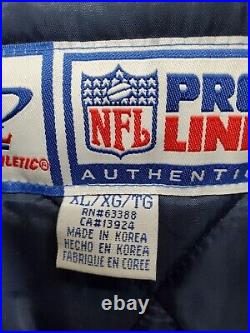 PRO
NFL
LINE
ATHLETIC®
AUTHENTIC
XL/XG/TG
RN#63388
CA#13924
MADE IN KOREA
HECHO EN KOREA
FABRIQUE EN COREE